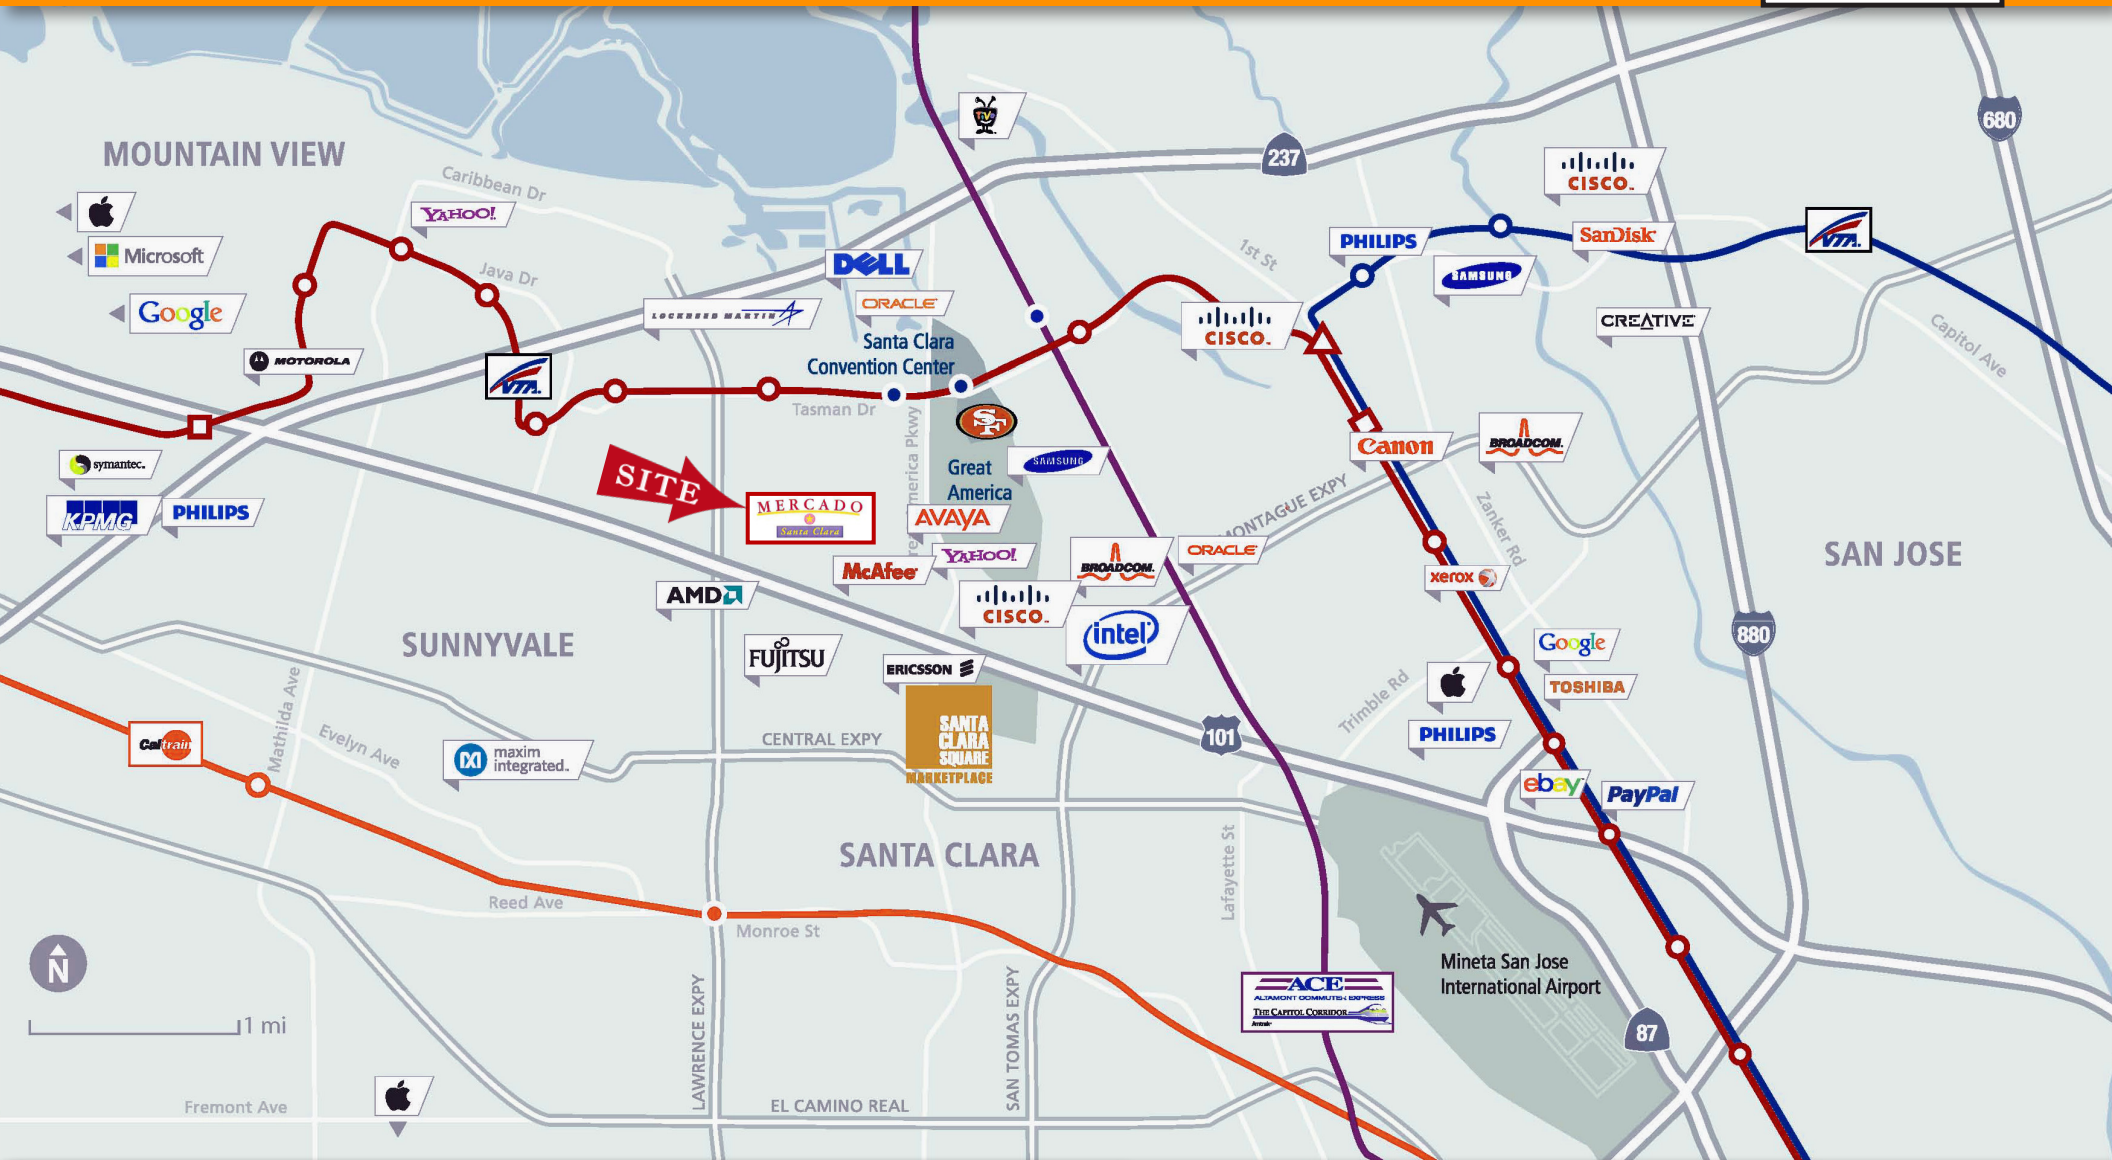 237
680
MOUNTAIN VIEW
TiVo
CISCO
Caribbean Dr
YAHOO!
Microsoft
Java Dr
Google
MOTOROLA
VTA
DELL
ORACLE
LOCKHEED MARTIN
Santa Clara
Convention Center
1st St
CISCO
PHILIPS
SAMSUNG
SanDisk
VTA
CREATIVE
Capitol Ave
Tasman Dr
SF
SITE
MERCADO
Santa Clara
Great
America
SAMSUNG
AVAYA
YAHOO!
McAfee
BROADCOM.
ORACLE
MONTAGUE EXPY
Canon
BROADCOM.
Zanker Rd
SAN JOSE
symantec.
KPMG
PHILIPS
AMD
CISCO
intel
xerox
880
SUNNYVALE
FUJITSU
ERICSSON
Google
TOSHIBA
PHILIPS
Trimble Rd
101
Caltrain
Mathilda Ave
Evelyn Ave
maxim
integrated
CENTRAL EXPY
SANTA
CLARA
SQUARE
MARKETPLACE
ebay
PayPal
SANTA CLARA
Lafayette St
Reed Ave
Monroe St
N
1 mi
LAWRENCE EXPY
SAN TOMAS EXPY
ACE
ALTAMONT COMMUTER EXPRESS
THE CAPITOL CORRIDOR
Amtrak
Mineta San Jose
International Airport
87
Fremont Ave
EL CAMINO REAL